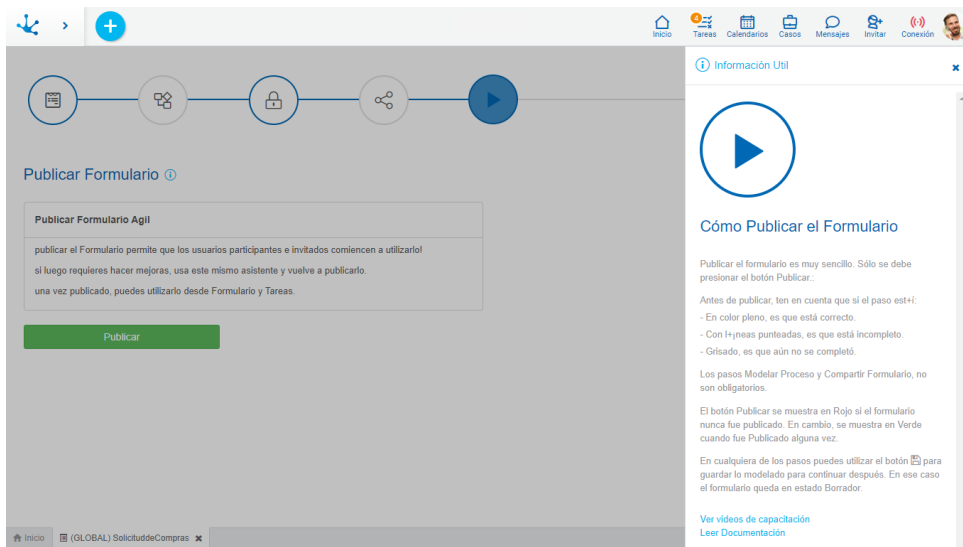 Inicio
4
Tareas
Calendarios
Casos
Mensajes
Invitar
Conexión
Publicar Formulario
Publicar Formulario Agil
publicar el Formulario permite que los usuarios participantes e invitados comiencen a utilizarlo!
si luego requieres hacer mejoras, usa este mismo asistente y vuelve a publicarlo.
una vez publicado, puedes utilizarlo desde Formulario y Tareas.
Publicar
Información Util
Cómo Publicar el Formulario
Publicar el formulario es muy sencillo. Sólo se debe
presionar el botón Publicar.:
Antes de publicar, ten en cuenta que si el paso est+í:
- En color pleno, es que está correcto.
- Con l+¡neas punteadas, es que está incompleto.
- Grisado, es que aún no se completó.
Los pasos Modelar Proceso y Compartir Formulario, no
son obligatorios.
El botón Publicar se muestra en Rojo si el formulario
nunca fue publicado. En cambio, se muestra en Verde
cuando fue Publicado alguna vez.
En cualquiera de los pasos puedes utilizar el botón para
guardar lo modelado para continuar después. En ese caso
el formulario queda en estado Borrador.
Ver videos de capacitación
Leer Documentación
Inicio
(GLOBAL) SolicituddeCompras